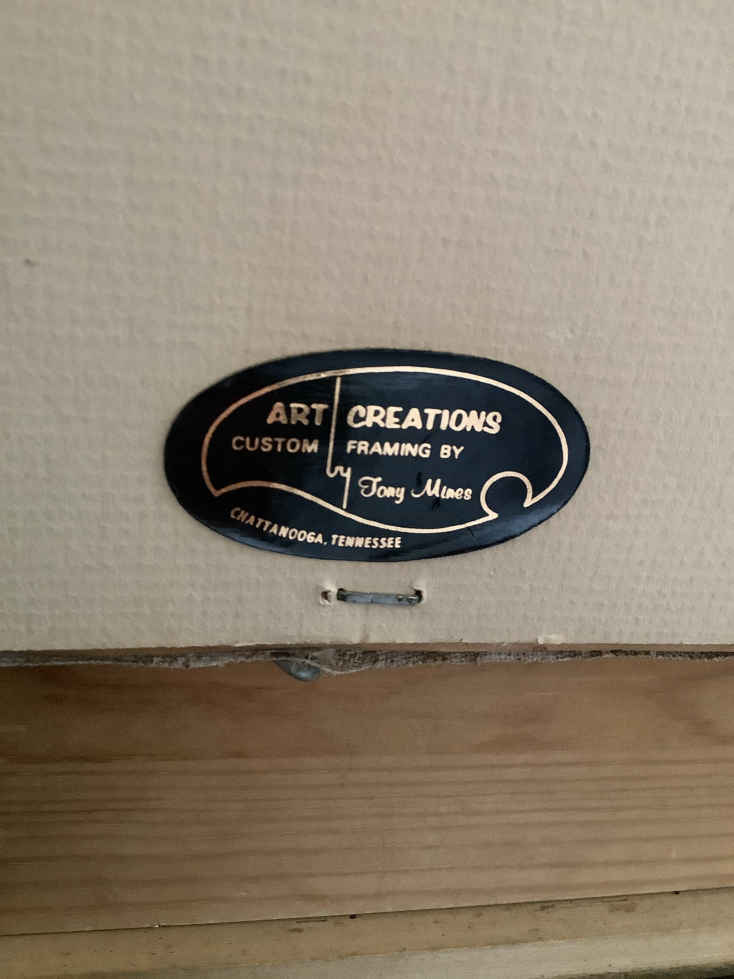 ART CREATIONS
CUSTOM FRAMING BY
Tony Mines
CHATTANOOGA, TENNESSEE